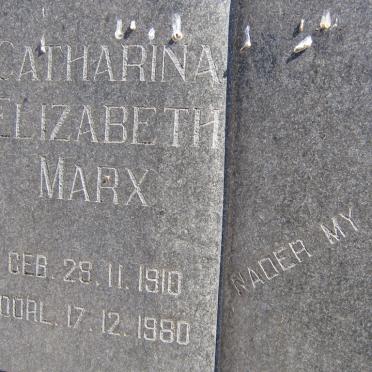 CATHARINA
ELIZABETH
MARX
GEB. 28.11.1910
OORL. 17.12.1980
NADER MY